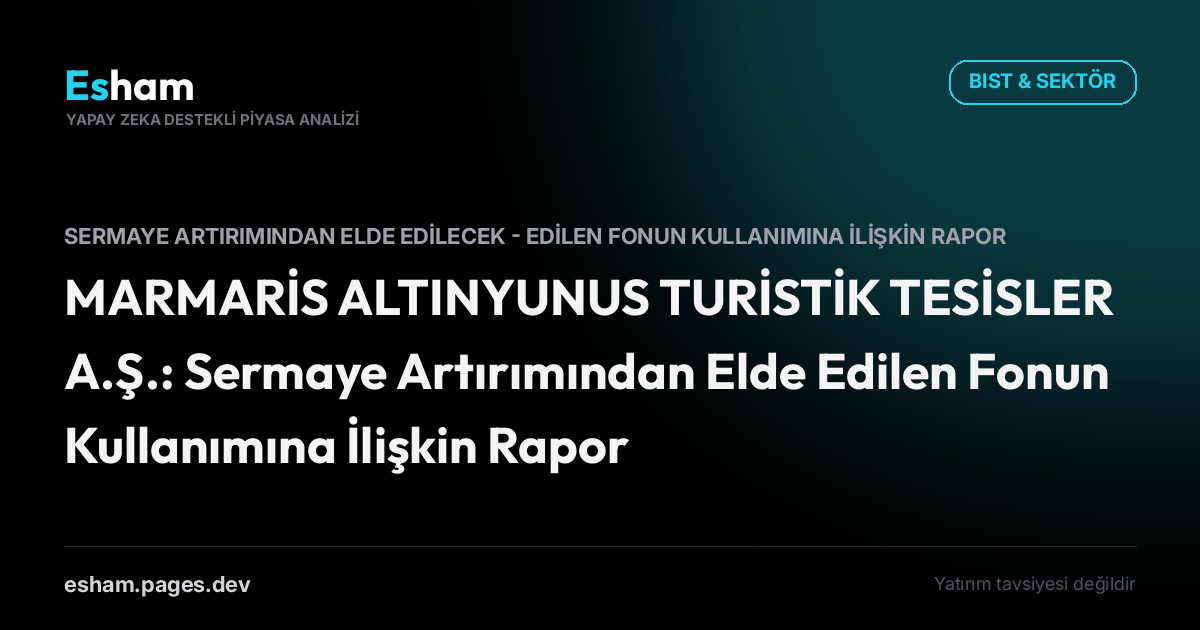 Esham
BIST & SEKTÖR
YAPAY ZEKA DESTEKLİ PİYASA ANALİZİ
SERMAYE ARTIRIMINDAN ELDE EDİLECEK - EDİLEN FONUN KULLANIMINA İLİŞKİN RAPOR
MARMARİS ALTINYUNUS TURİSTİK TESİSLER
A.Ş.: Sermaye Artırımından Elde Edilen Fonun
Kullanımına İlişkin Rapor
esham.pages.dev
Yatırım tavsiyesi değildir